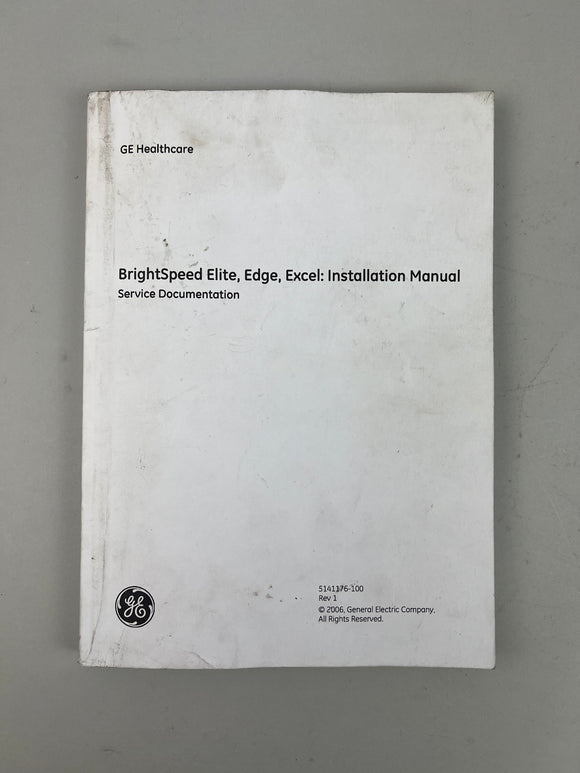 GE Healthcare
BrightSpeed Elite, Edge, Excel: Installation Manual
Service Documentation
GE
5141176-100
Rev 1
© 2006, General Electric Company,
All Rights Reserved.